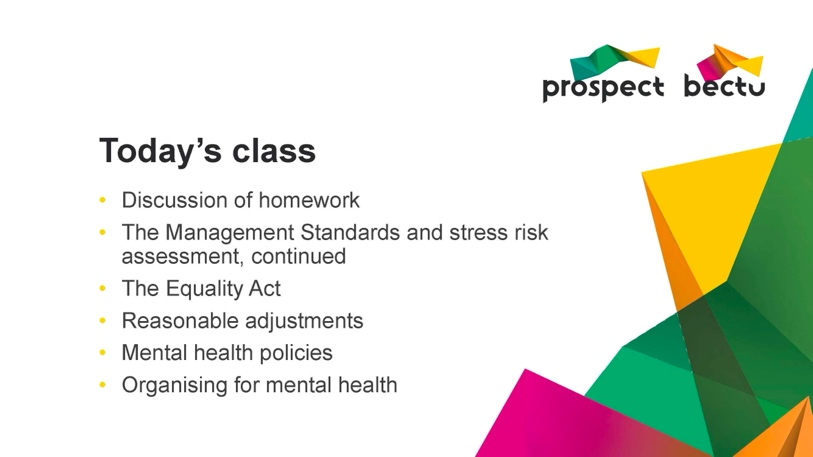 prospect bectu
Today’s class
• Discussion of homework
• The Management Standards and stress risk
assessment, continued
• The Equality Act
• Reasonable adjustments
• Mental health policies
• Organising for mental health